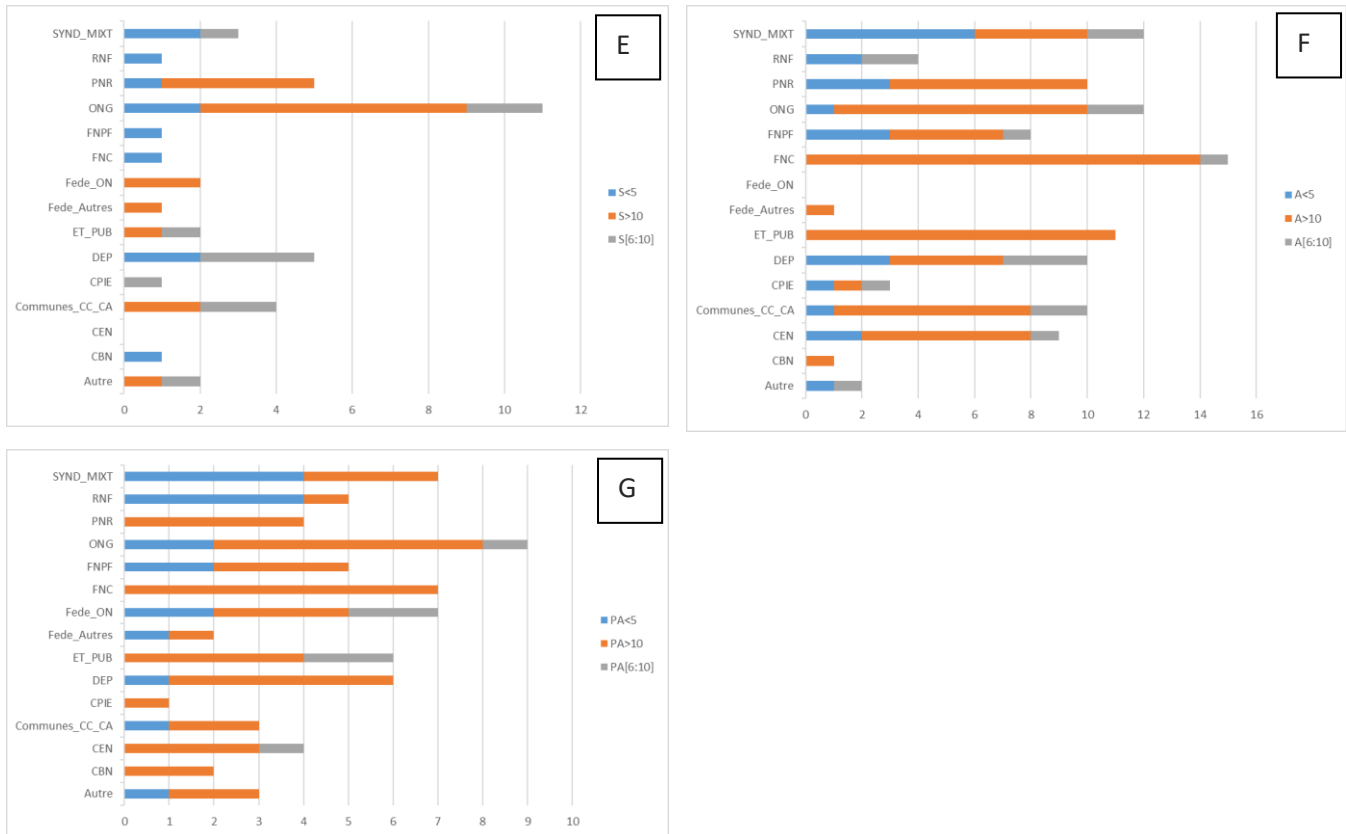 E
SYND_MIXT
RNF
PNR
ONG
FNPF
FNC
Fede_ON
Fede_Autres
ET_PUB
DEP
CPIE
Communes_CC_CA
CEN
CBN
Autre
0 2 4 6 8 10 12
S<5
S>10
S[6:10]
F
SYND_MIXT
RNF
PNR
ONG
FNPF
FNC
Fede_ON
Fede_Autres
ET_PUB
DEP
CPIE
Communes_CC_CA
CEN
CBN
Autre
0 2 4 6 8 10 12 14 16
A<5
A>10
A[6:10]
G
SYND_MIXT
RNF
PNR
ONG
FNPF
FNC
Fede_ON
Fede_Autres
ET_PUB
DEP
CPIE
Communes_CC_CA
CEN
CBN
Autre
0 1 2 3 4 5 6 7 8 9 10
PA<5
PA>10
PA[6:10]